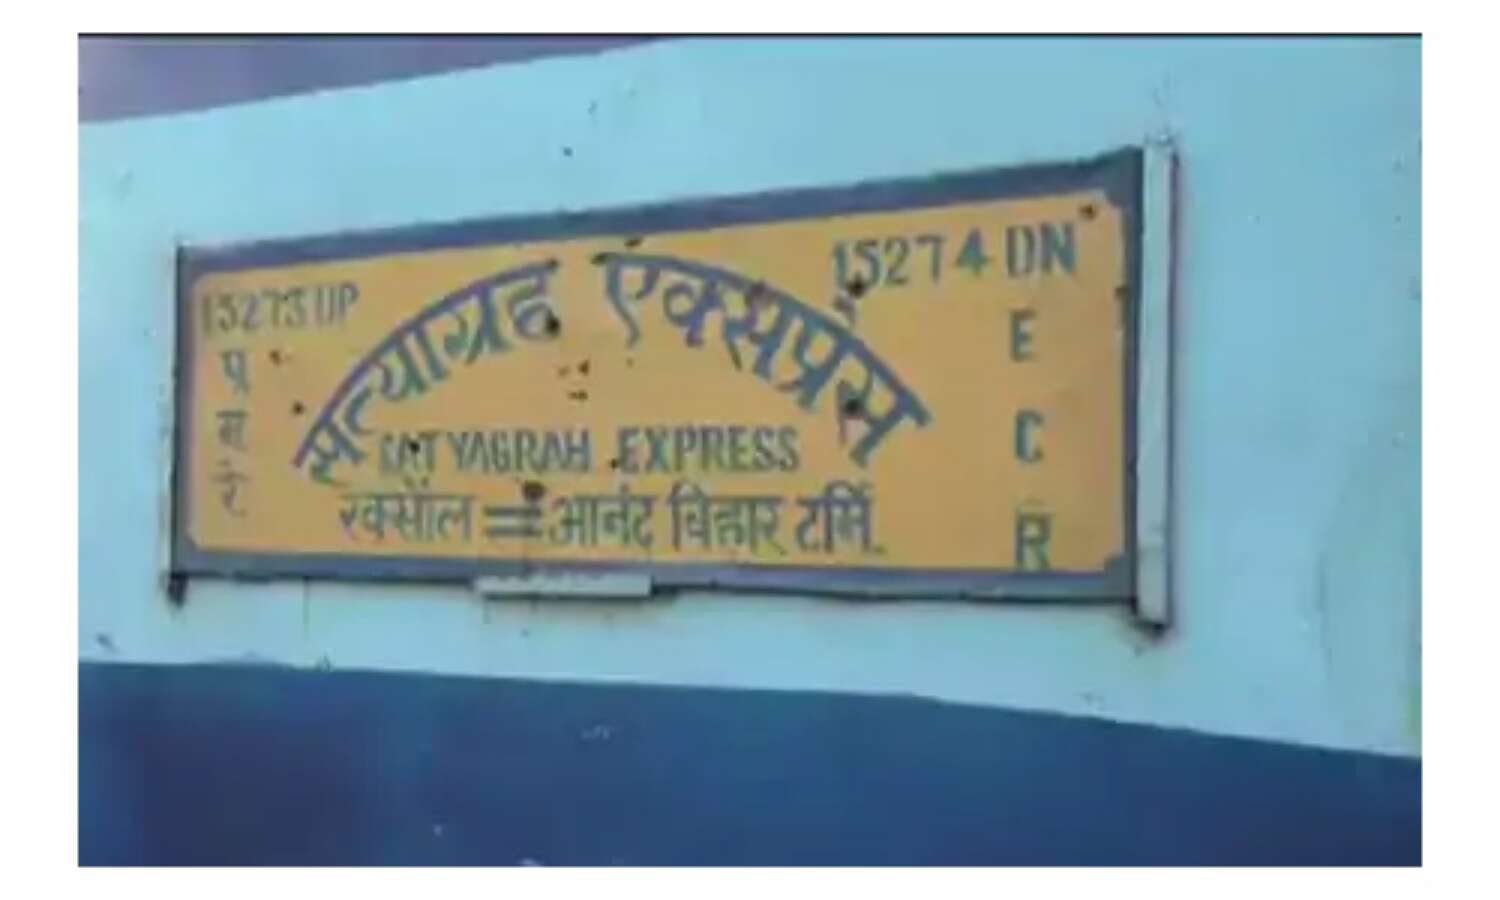 15273 UP
15274 DN
सत्याग्रह एक्सप्रेस
प्र
म
रे
E
C
R
SATYAGRAH EXPRESS
रक्सौल = आनंद बिहार टर्मि.